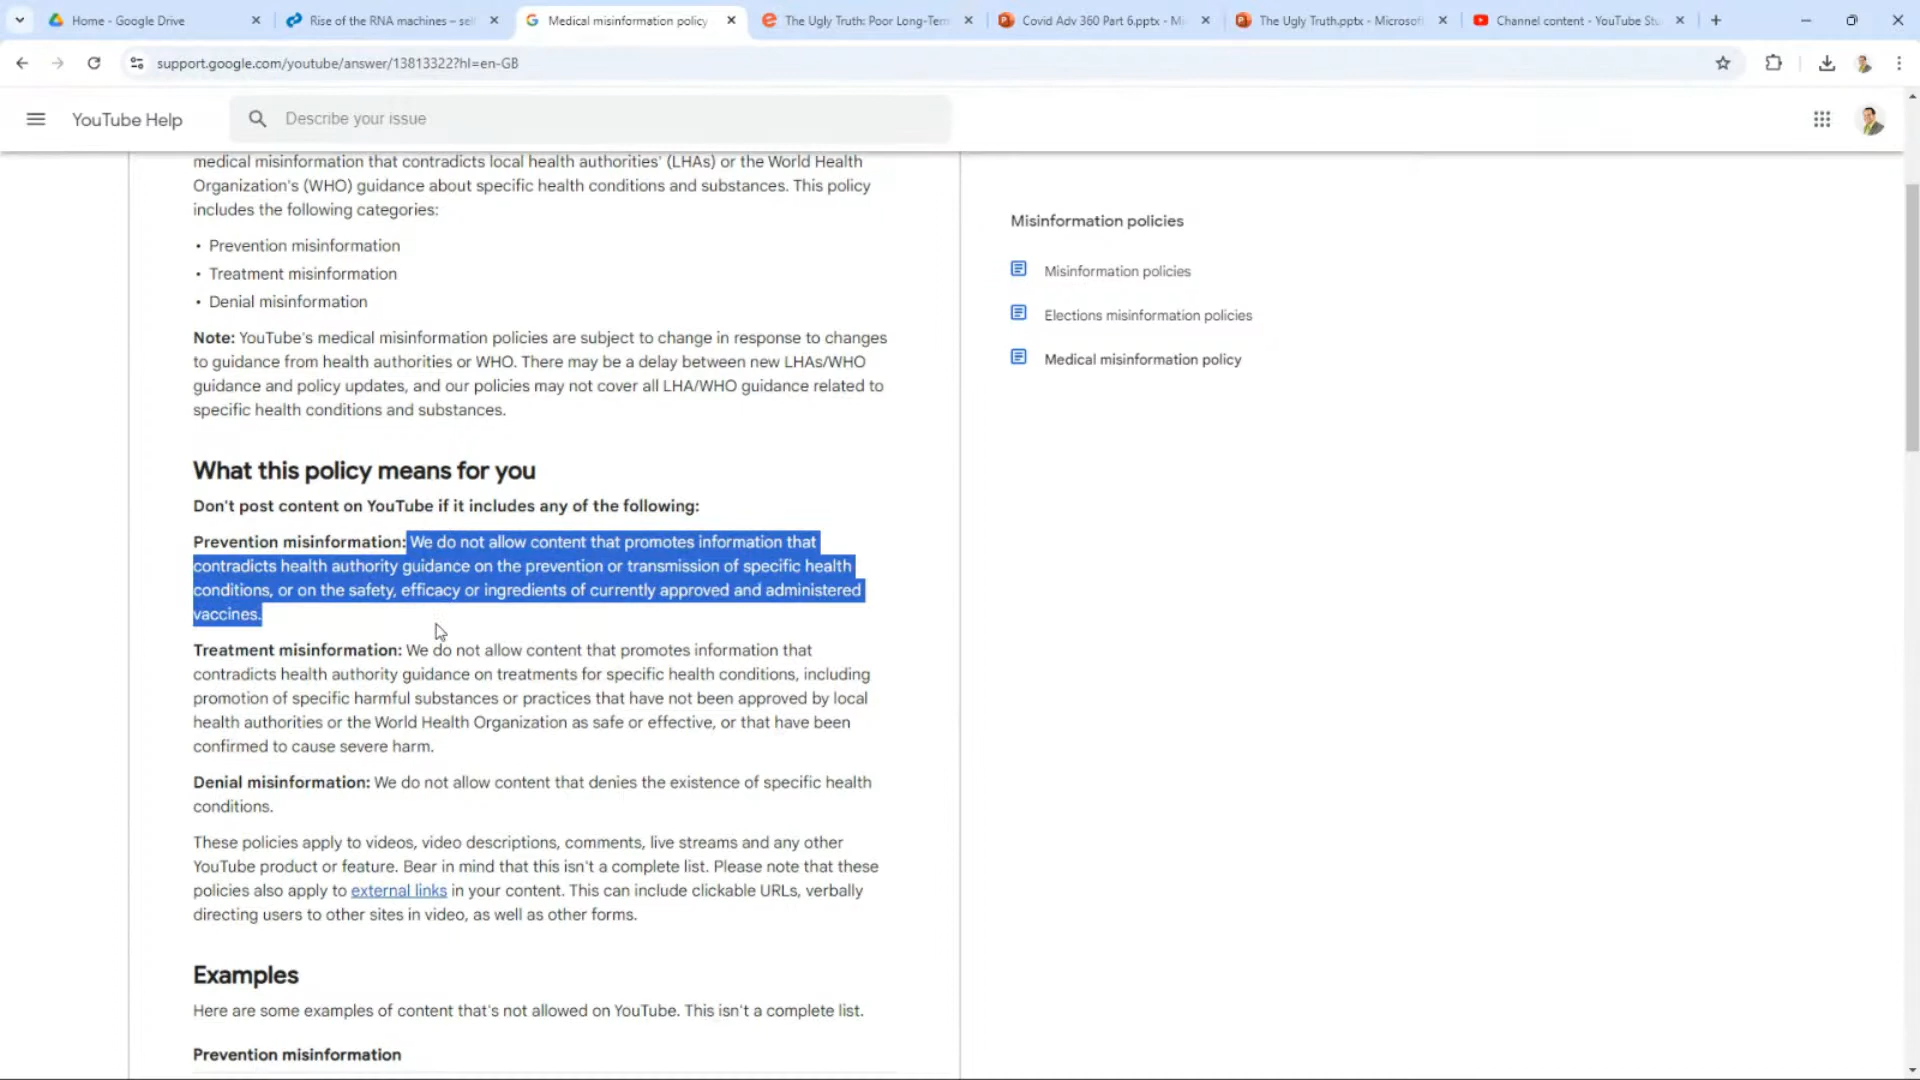 Home - Google Drive
Rise of the RNA machines – sel
Medical misinformation policy
The Ugly Truth: Poor Long-Tern
Covid Adv 360 Part 6.pptx - Mi
The Ugly Truth.pptx - Microsof
Channel content - YouTube Stu
support.google.com/youtube/answer/13813322?hl=en-GB
YouTube Help
Describe your issue
medical misinformation that contradicts local health authorities' (LHAs) or the World Health
Organization's (WHO) guidance about specific health conditions and substances. This policy
includes the following categories:
• Prevention misinformation
• Treatment misinformation
• Denial misinformation
Note: YouTube's medical misinformation policies are subject to change in response to changes
to guidance from health authorities or WHO. There may be a delay between new LHAs/WHO
guidance and policy updates, and our policies may not cover all LHA/WHO guidance related to
specific health conditions and substances.
What this policy means for you
Don't post content on YouTube if it includes any of the following:
Prevention misinformation: We do not allow content that promotes information that
contradicts health authority guidance on the prevention or transmission of specific health
conditions, or on the safety, efficacy or ingredients of currently approved and administered
vaccines.
Treatment misinformation: We do not allow content that promotes information that
contradicts health authority guidance on treatments for specific health conditions, including
promotion of specific harmful substances or practices that have not been approved by local
health authorities or the World Health Organization as safe or effective, or that have been
confirmed to cause severe harm.
Denial misinformation: We do not allow content that denies the existence of specific health
conditions.
These policies apply to videos, video descriptions, comments, live streams and any other
YouTube product or feature. Bear in mind that this isn't a complete list. Please note that these
policies also apply to external links in your content. This can include clickable URLs, verbally
directing users to other sites in video, as well as other forms.
Examples
Here are some examples of content that's not allowed on YouTube. This isn't a complete list.
Prevention misinformation
Misinformation policies
Misinformation policies
Elections misinformation policies
Medical misinformation policy